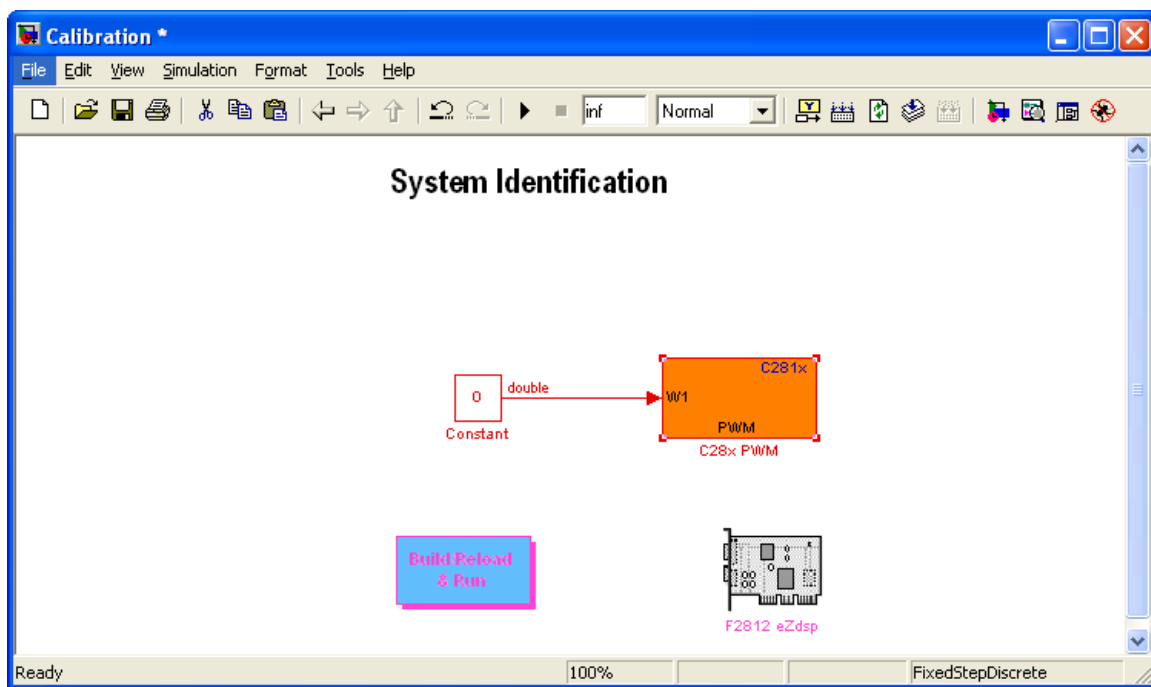 Calibration *
File Edit View Simulation Format Tools Help
inf Normal
System Identification
C281x
0 double W1
PWM
Constant
C28x PWM
Build Reload
& Run
F2812 eZdsp
Ready 100% FixedStepDiscrete